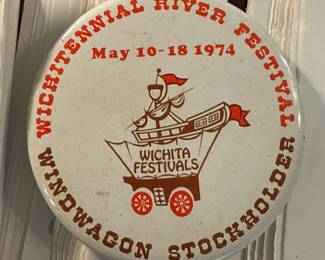 WICHITENNIAL RIVER FESTIVAL
May 10-18 1974
WICHITA
FESTIVALS
WINDWAGON STOCKHOLDER